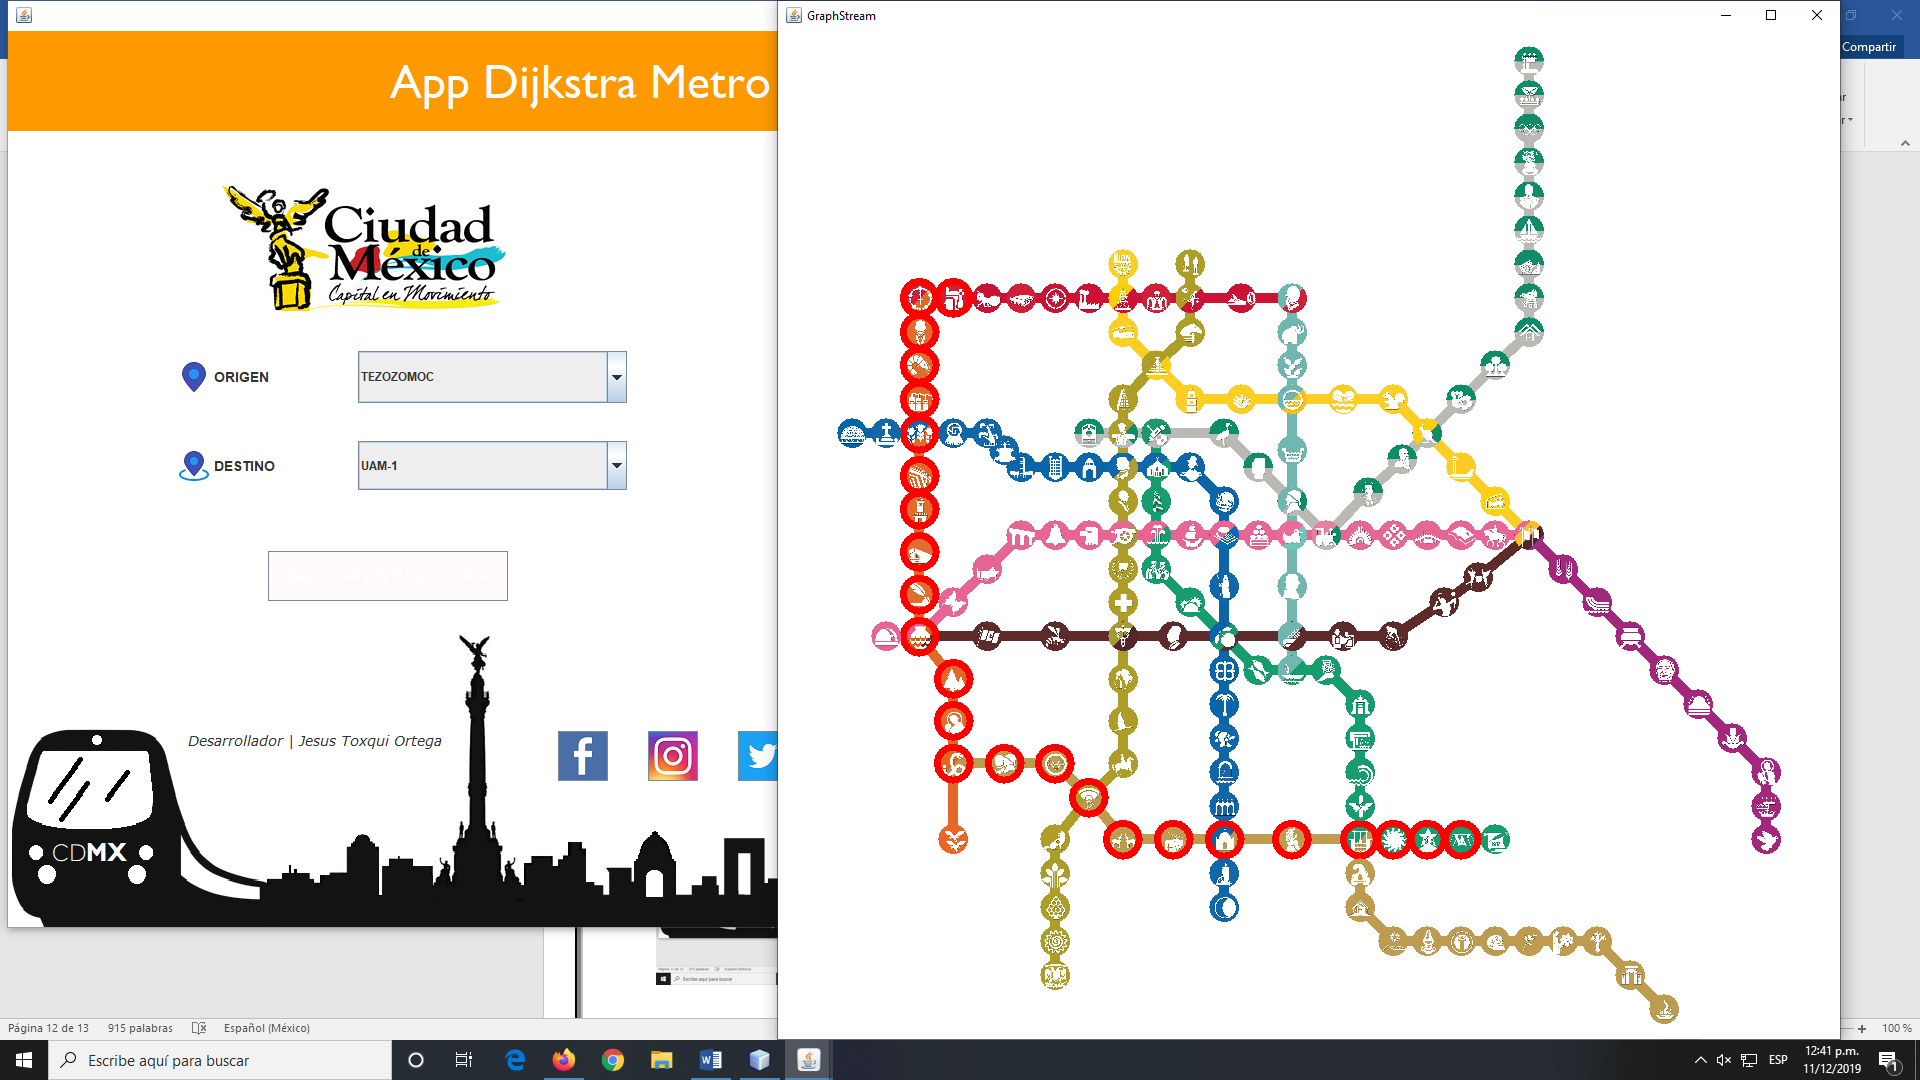 GraphStream
Compartir
App Dijkstra Metro
Ciudad
de
México
Capital en Movimiento
ORIGEN
TEZOZOMOC
DESTINO
UAM-1
Desarrollador | Jesus Toxqui Ortega
CDMX
Página 12 de 13
915 palabras
Español (México)
100 %
Escribe aquí para buscar
ESP
12:41 p.m.
11/12/2019
1